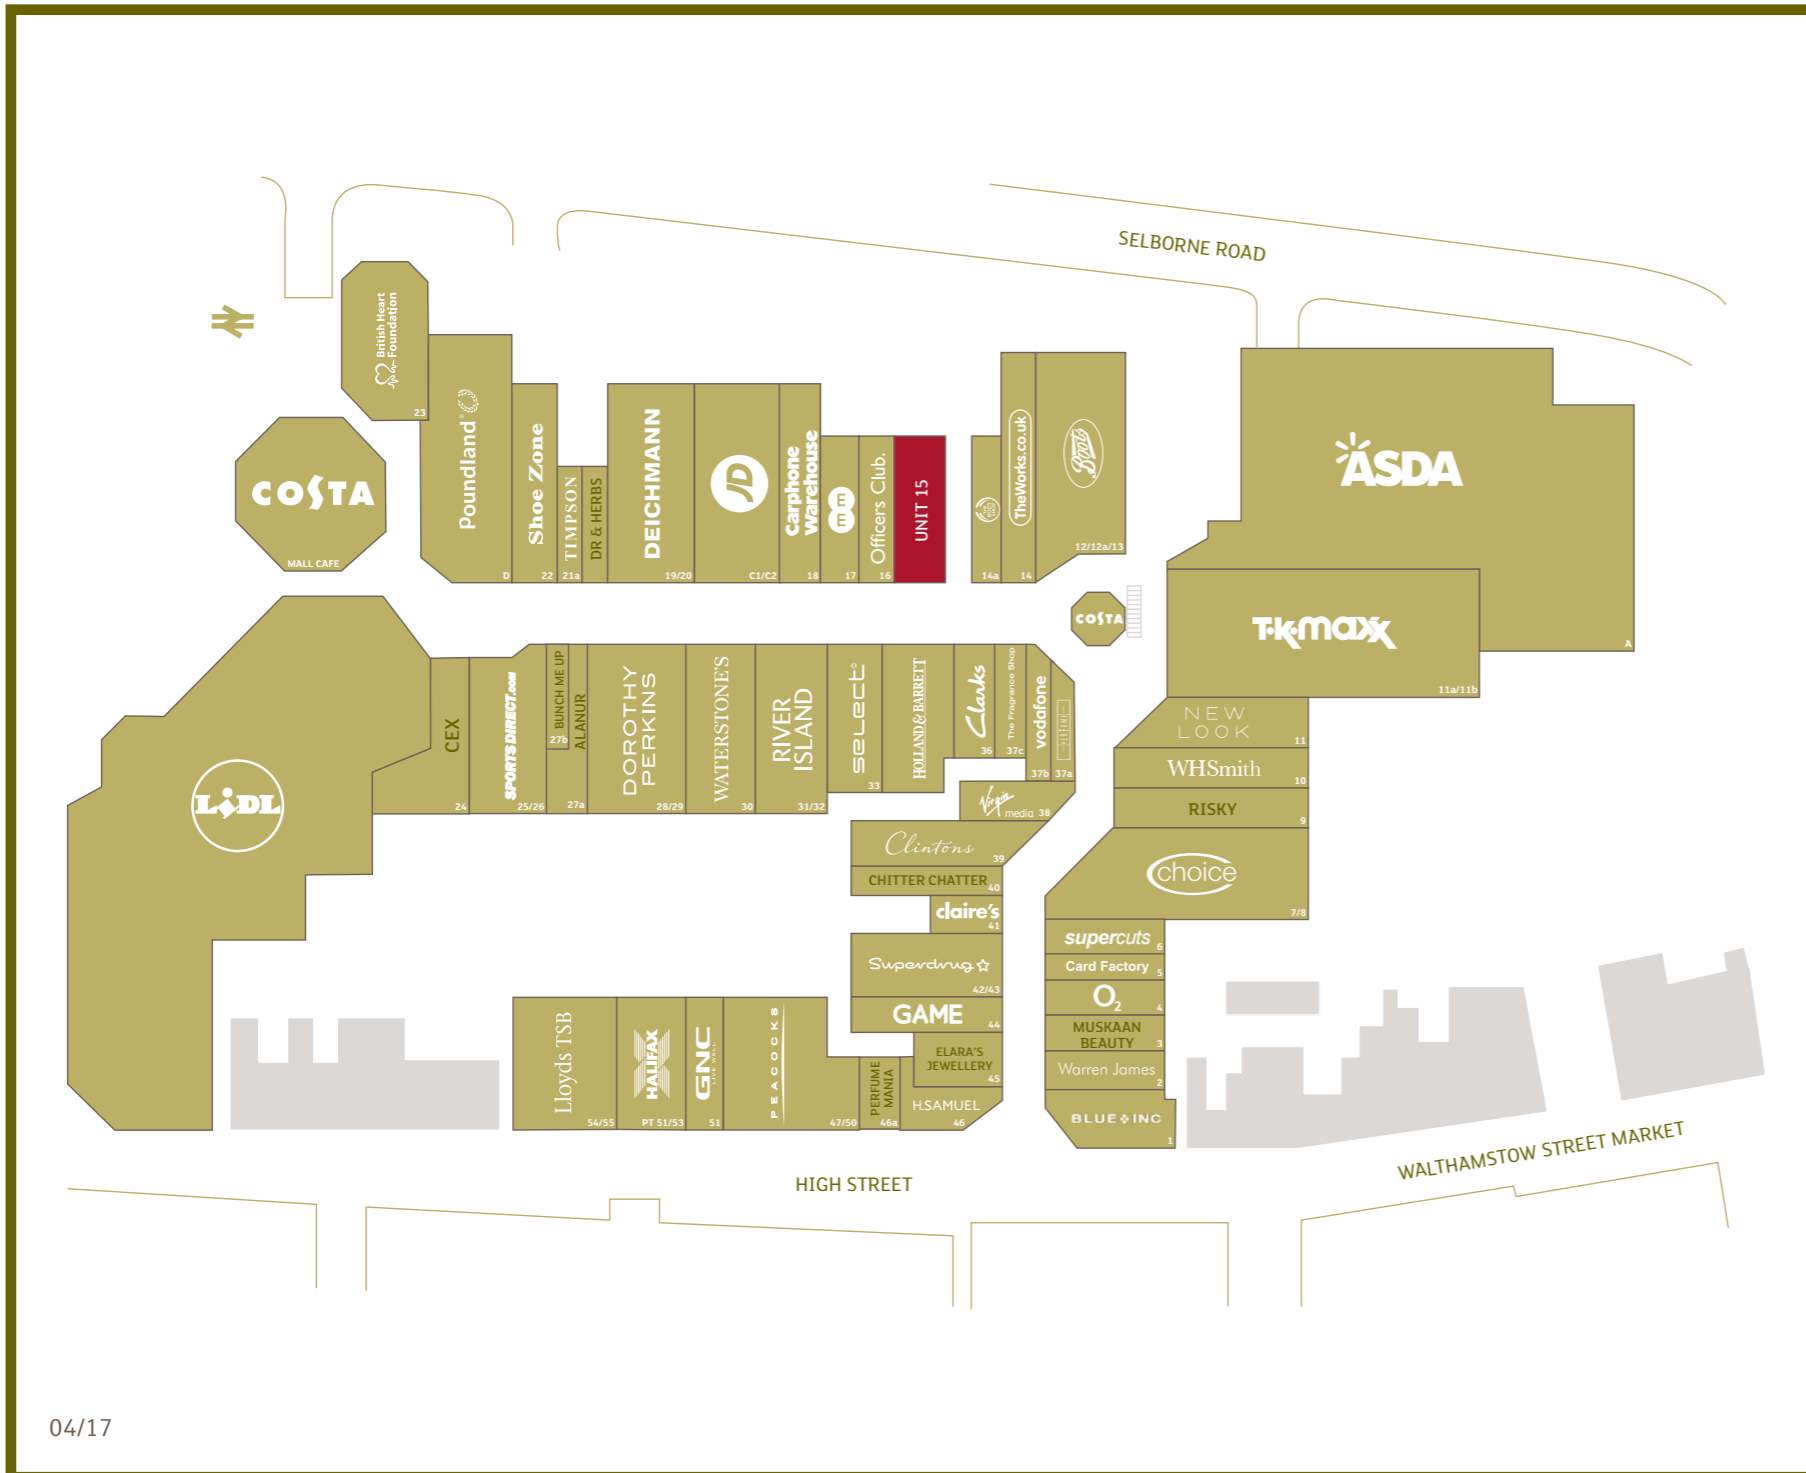 SELBORNE ROAD
British Heart
Foundation
23
COSTA
MALL CAFE
Poundland
D
Shoe Zone
22
TIMPSON
21a
DR & HERBS
DEICHMANN
19/20
JD
C1/C2
Carphone
Warehouse
18
EE
17
Officers Club.
16
UNIT 15
14a
TheWorks.co.uk
14
Boots
12/12a/13
ASDA
A
COSTA
T·K·maxx
11a/11b
LiDL
CEX
24
SPORTSDIRECT.com
25/26
BUNCH ME UP
27b
ALANUR
27a
DOROTHY
PERKINS
28/29
WATERSTONE'S
30
RIVER
ISLAND
31/32
SELECT
33
HOLLAND & BARRETT
Clarks
36
The Fragrance Shop
37c
vodafone
37b
37a
Virgin
media
38
Clintons
39
CHITTER CHATTER
40
claire's
41
Superdrug
42/43
GAME
44
ELARA'S
JEWELLERY
45
H.SAMUEL
46
PERFUME
MANIA
46a
PEACOCKS
47/50
GNC
LIVE WELL
51
HALIFAX
PT 51/53
Lloyds TSB
54/55
NEW
LOOK
11
WHSmith
10
RISKY
9
choice
7/8
supercuts
6
Card Factory
5
O2
4
MUSKAAN
BEAUTY
3
Warren James
2
BLUE INC
1
HIGH STREET
WALTHAMSTOW STREET MARKET
04/17